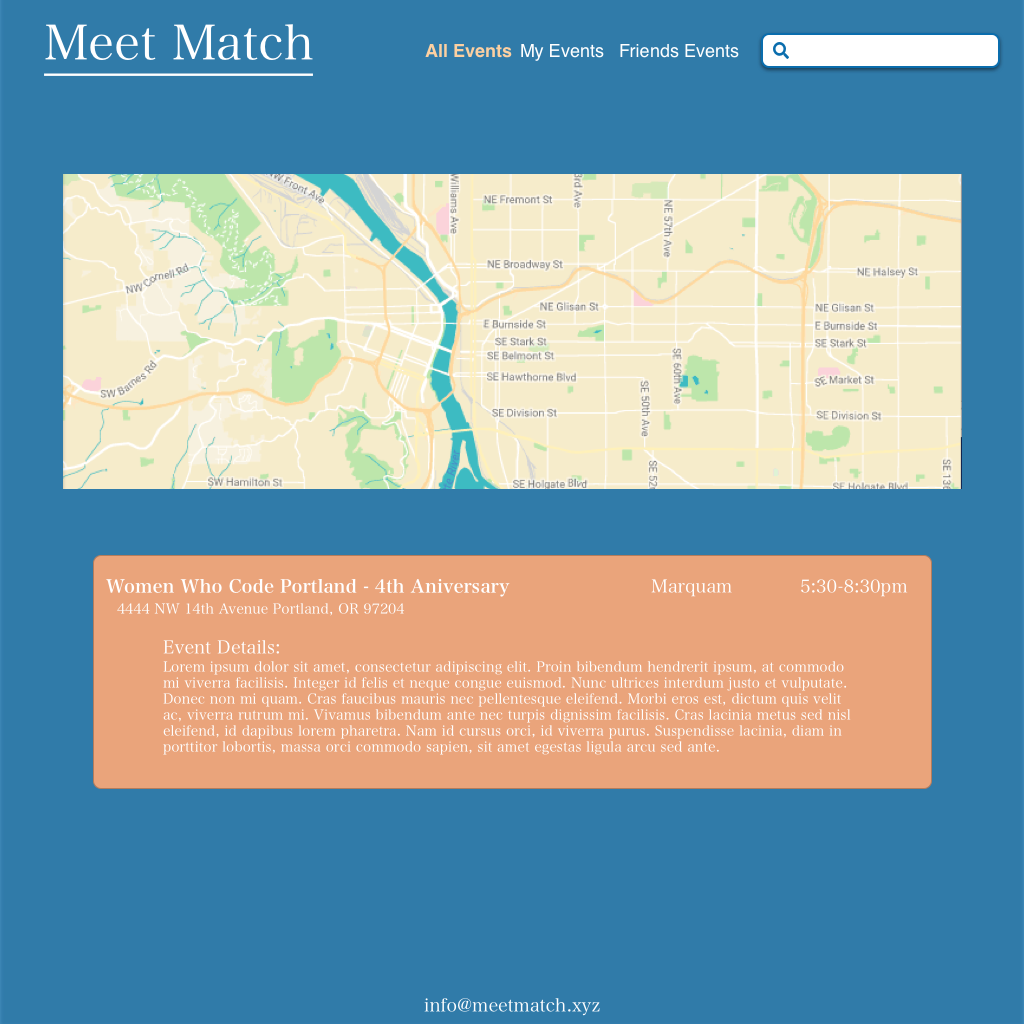 Meet Match
All Events My Events Friends Events
NW Front Ave
Williams Ave
NE Fremont St
3rd Ave
NE 57th Ave
NW Cornell Rd
NE Broadway St
NE Halsey St
NE Glisan St
NE Glisan St
E Burnside St
E Burnside St
SE Stark St
SE Stark St
SE Belmont St
SW Barnes Rd
SE Hawthorne Blvd
SE 60th Ave
SE Market St
SE 50th Ave
SE Division St
SE Division St
SW Hamilton St
SE Holgate Blvd
SE 52
SE Holgate Blvd
SE 136
Women Who Code Portland - 4th Aniversary Marquam 5:30-8:30pm
4444 NW 14th Avenue Portland, OR 97204
Event Details:
Lorem ipsum dolor sit amet, consectetur adipiscing elit. Proin bibendum hendrerit ipsum, at commodo
mi viverra facilisis. Integer id felis et neque congue euismod. Nunc ultrices interdum justo et vulputate.
Donec non mi quam. Cras faucibus mauris nec pellentesque eleifend. Morbi eros est, dictum quis velit
ac, viverra rutrum mi. Vivamus bibendum ante nec turpis dignissim facilisis. Cras lacinia metus sed nisl
eleifend, id dapibus lorem pharetra. Nam id cursus orci, id viverra purus. Suspendisse lacinia, diam in
porttitor lobortis, massa orci commodo sapien, sit amet egestas ligula arcu sed ante.
info@meetmatch.xyz